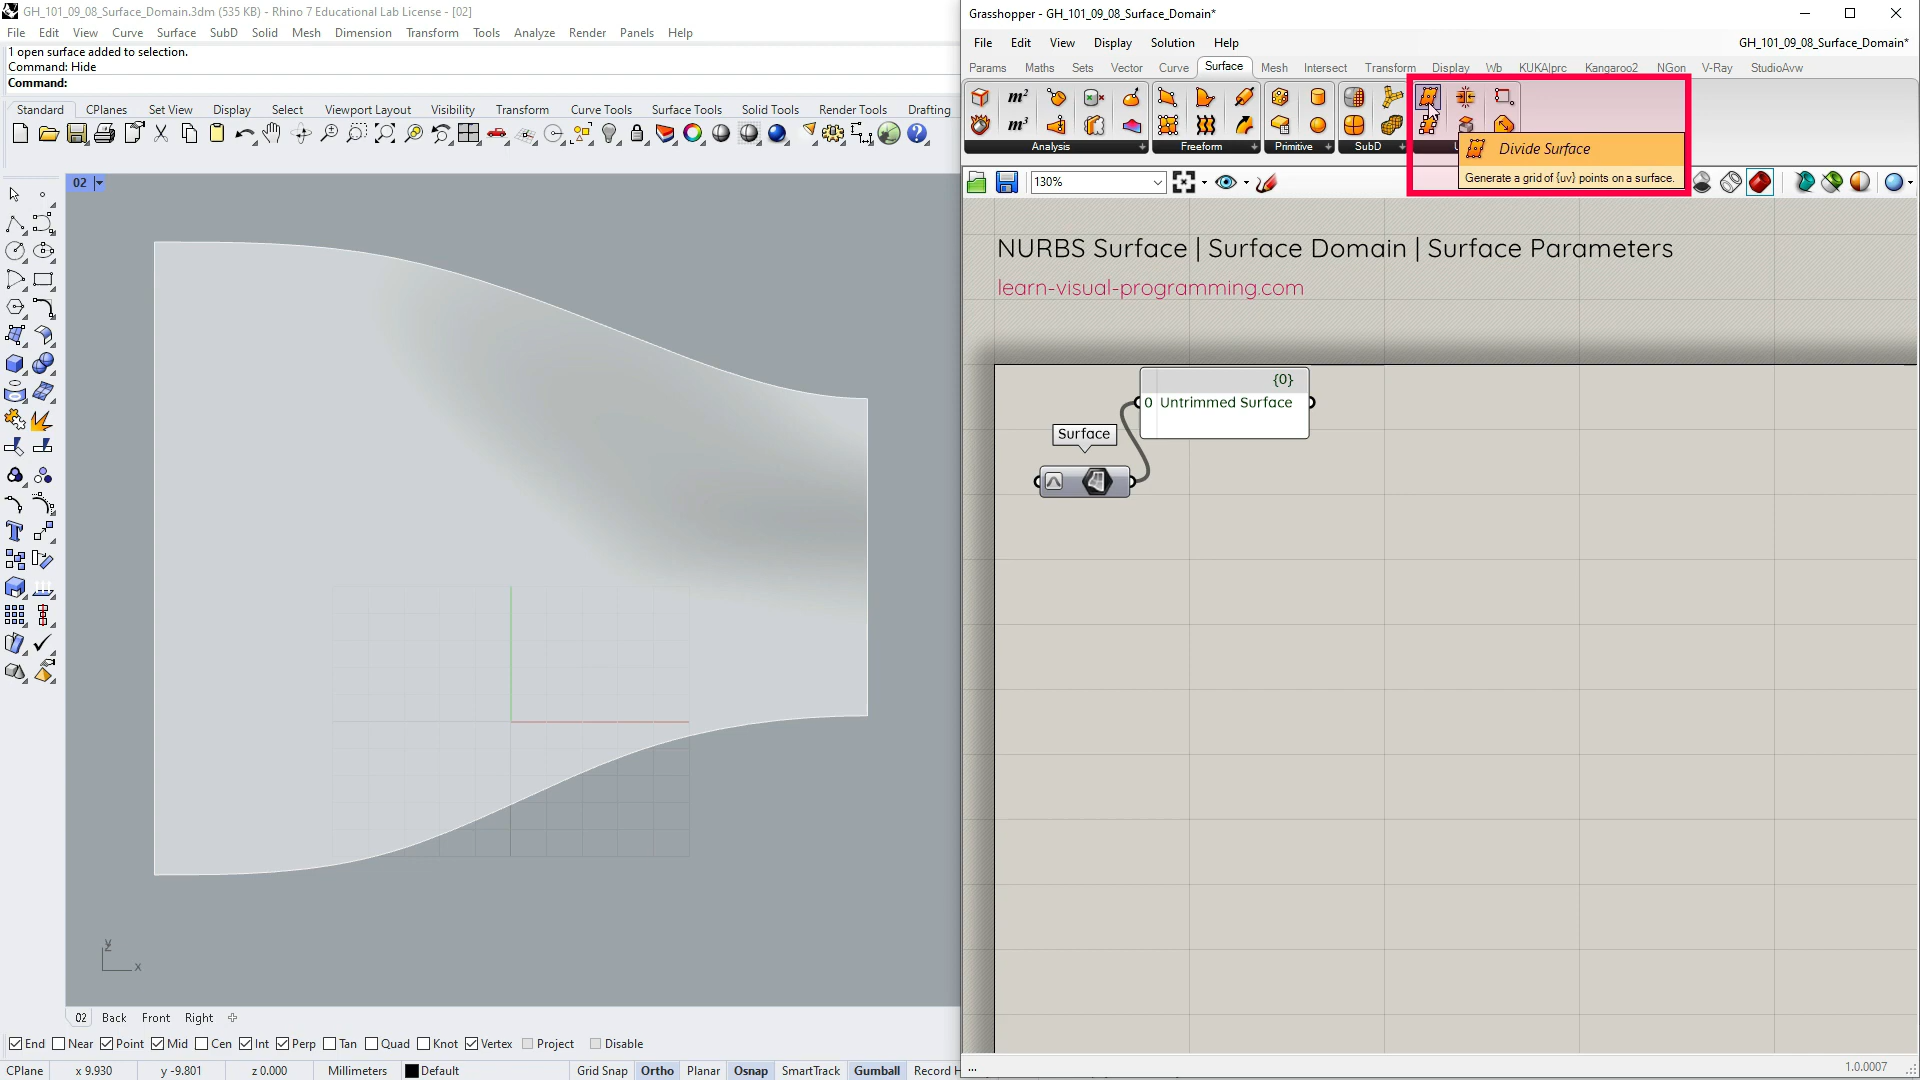 GH_101_09_08_Surface_Domain.3dm (535 KB) - Rhino 7 Educational Lab License - [02]
File Edit View Curve Surface SubD Solid Mesh Dimension Transform Tools Analyze Render Panels Help
1 open surface added to selection.
Command: Hide
Command:
Standard CPlanes Set View Display Select Viewport Layout Visibility Transform Curve Tools Surface Tools Solid Tools Render Tools Drafting
02
y
x
02 Back Front Right
End Near Point Mid Cen Int Perp Tan Quad Knot Vertex Project Disable
CPlane x 9.930 y -9.801 z 0.000 Millimeters Default Grid Snap Ortho Planar Osnap SmartTrack Gumball Record H
Grasshopper - GH_101_09_08_Surface_Domain*
File Edit View Display Solution Help GH_101_09_08_Surface_Domain*
Params Maths Sets Vector Curve Surface Mesh Intersect Transform Display Wb KUKA|prc Kangaroo2 NGon V-Ray StudioAvw
m² m³
Analysis Freeform Primitive SubD
Divide Surface
Generate a grid of {uv} points on a surface.
130%
NURBS Surface | Surface Domain | Surface Parameters
learn-visual-programming.com
{0}
0 Untrimmed Surface
Surface
... 1.0.0007